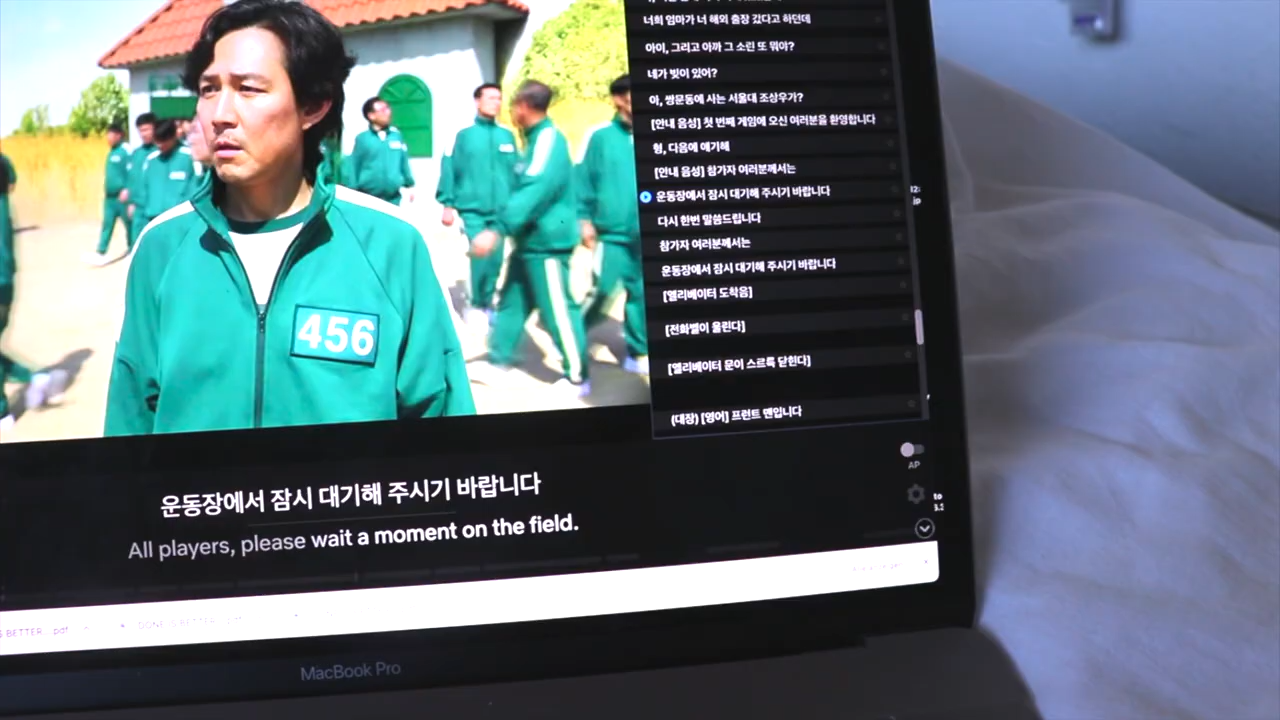 너희 엄마가 너 해외 출장 갔다고 하던데
아이, 그리고 아까 그 소린 또 뭐야?
네가 빚이 있어?
아, 쌍문동에 사는 서울대 조상우가?
[안내 음성] 첫 번째 게임에 오신 여러분을 환영합니다
형, 다음에 얘기해
[안내 음성] 참가자 여러분께서는
운동장에서 잠시 대기해 주시기 바랍니다
다시 한번 말씀드립니다
참가자 여러분께서는
운동장에서 잠시 대기해 주시기 바랍니다
[엘리베이터 도착음]
[전화벨이 울린다]
[엘리베이터 문이 스르륵 닫힌다]
(대장) [영어] 프런트 맨입니다
456
AP
운동장에서 잠시 대기해 주시기 바랍니다
All players, please wait a moment on the field.
BETTER....pdf
MacBook Pro